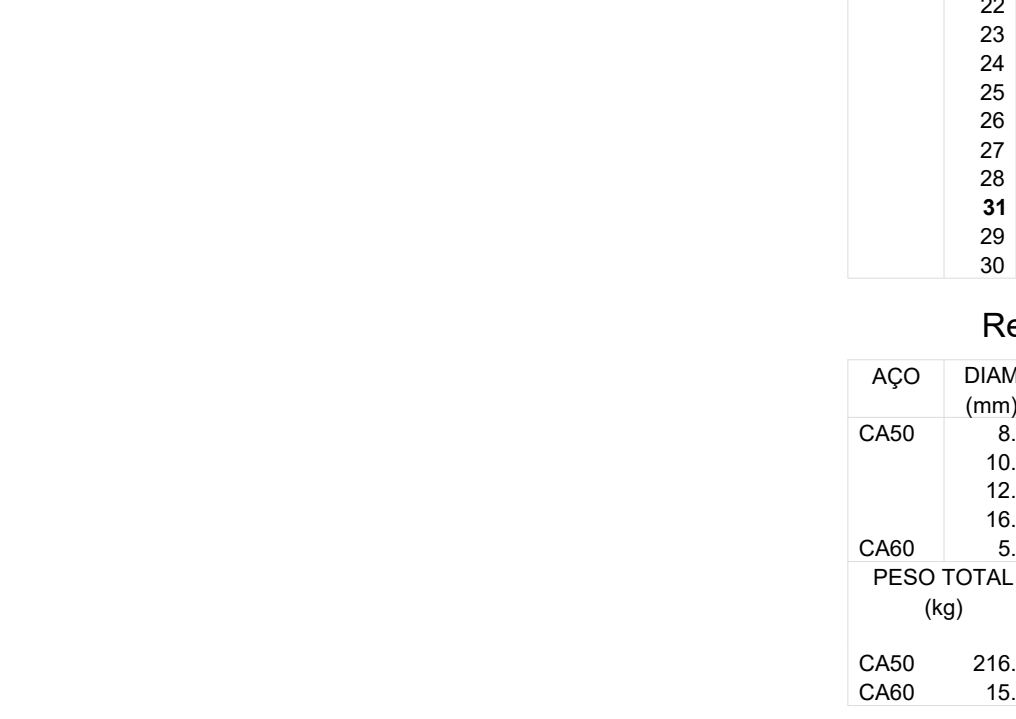 22
23
24
25
26
27
28
31
29
30
Re
AÇO DIAM
(mm)
CA50 8.
10.
12.
16.
CA60 5.
PESO TOTAL
(kg)
CA50 216.
CA60 15.